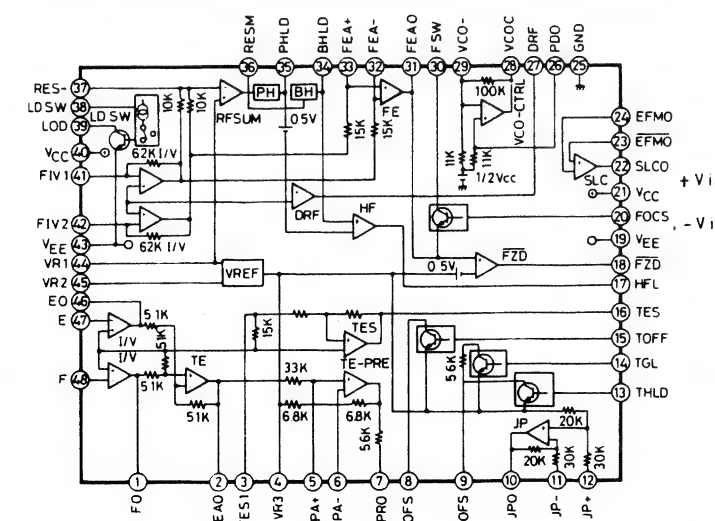 RESM PHLD BHLD FEA+ FEA- FEAO FSW VCO- VCOC DRF PDO GND
36 35 34 33 32 31 30 29 28 27 26 25
RES- 37
LDSW 38
LOD 39
VCC 40
FIV1 41
FIV2 42
VEE 43
VR1 44
VR2 45
EO 46
E 47
F 48
LD SW
10K
10K
62K I/V
62K I/V
RFSUM
PH
BH
0.5V
15K
15K
FE
100K
VCO-CTRL
11K
11K
1/2Vcc
DRF
HF
VREF
0 5V
FZD
SLC
24 EFMO
23 EFMO
22 SLCO
21 VCC
20 FOCS
19 VEE
18 FZD
17 HFL
16 TES
15 TOFF
14 TGL
13 THLD
+ Vi
I/V
I/V
5.1K
51K
5.1K
TE
51K
15K
TES
TE-PRE
33K
6.8K
6.8K
5.6K
5.6K
JP
20K
20K
30K
30K
1 2 3 4 5 6 7 8 9 10 11 12
FO EAO TES1 VR3 PA+ PA- PRO OFS OFS JPO JP- JP+